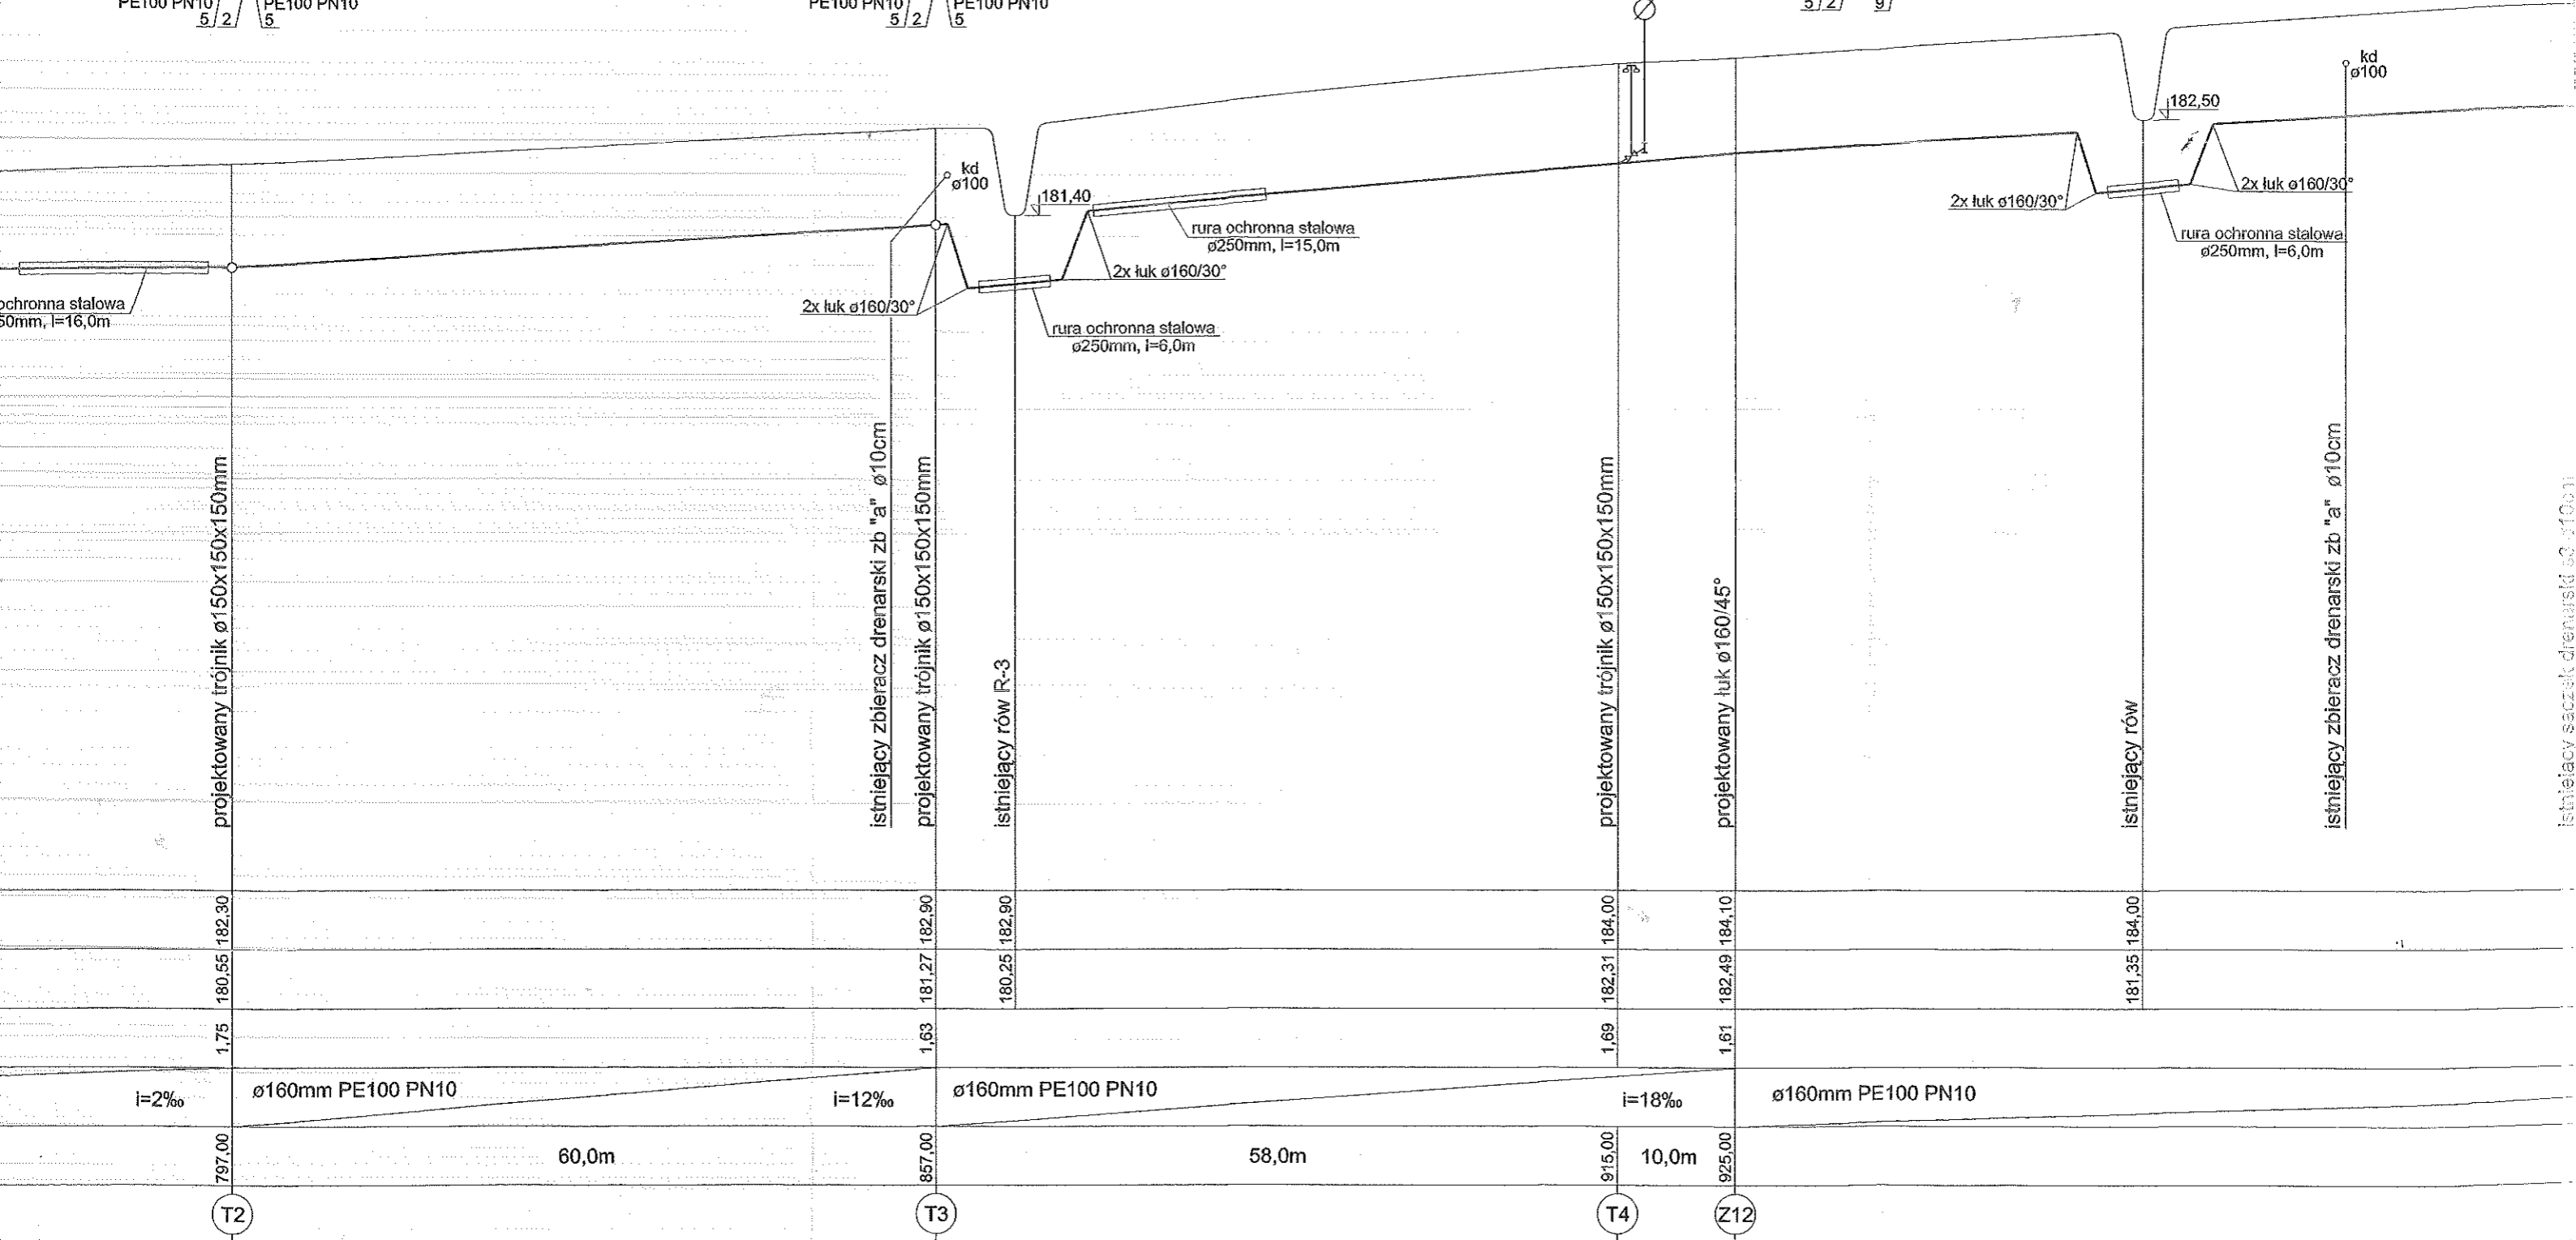 PE100 PN10
5 2
PE100 PN10
5
PE100 PN10
5 2
PE100 PN10
5
5 2
9
kd
ø100
182,50
kd
ø100
181,40
2x łuk ø160/30°
2x łuk ø160/30°
rura ochronna stalowa
ø250mm, l=15,0m
rura ochronna stalowa
ø250mm, l=6,0m
2x łuk ø160/30°
ochronna stalowa
50mm, l=16,0m
2x łuk ø160/30°
rura ochronna stalowa
ø250mm, l=6,0m
projektowany trójnik ø150x150x150mm
istniejący zbieracz drenarski zb "a" ø10cm
projektowany trójnik ø150x150x150mm
istniejący rów R-3
projektowany trójnik ø150x150x150mm
projektowany łuk ø160/45°
istniejący rów
istniejący zbieracz drenarski zb "a" ø10cm
182,30
182,90
182,90
184,00
184,10
184,00
180,55
181,27
180,25
182,31
182,49
181,35
1,75
1,63
1,69
1,61
i=2‰
ø160mm PE100 PN10
i=12‰
ø160mm PE100 PN10
i=18‰
ø160mm PE100 PN10
797,00
60,0m
857,00
58,0m
915,00
10,0m
925,00
T2
T3
T4
Z12